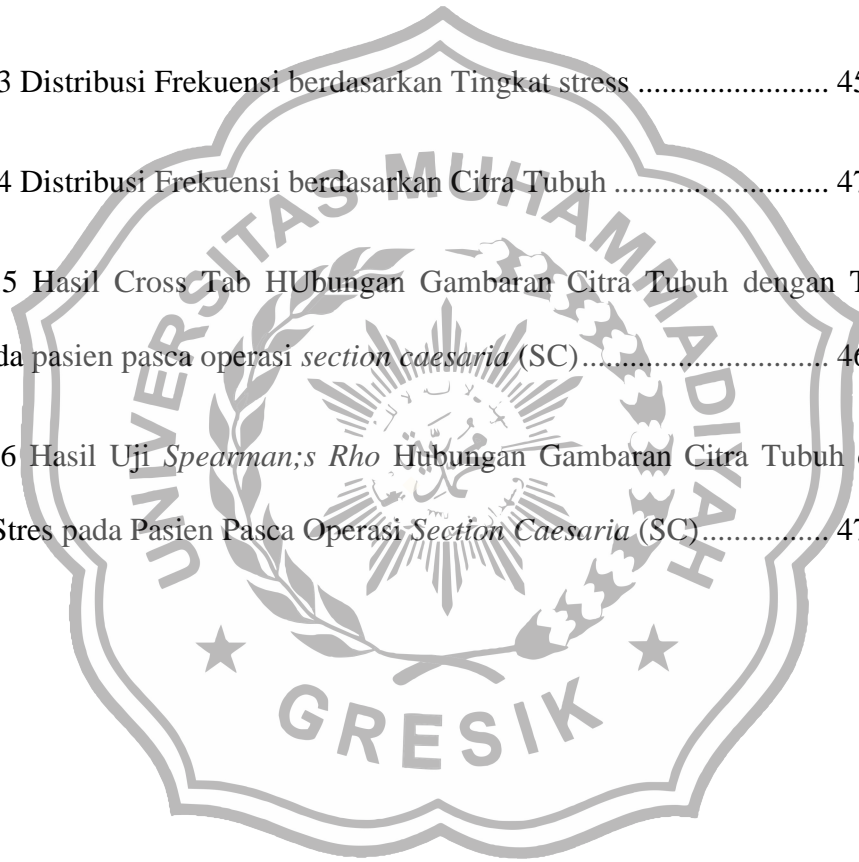 3 Distribusi Frekuensi berdasarkan Tingkat stress ........................ 45
4 Distribusi Frekuensi berdasarkan Citra Tubuh ........................... 47
5 Hasil Cross Tab HUbungan Gambaran Citra Tubuh dengan T
da pasien pasca operasi section caesaria (SC)............................... 46
6 Hasil Uji Spearman;s Rho Hubungan Gambaran Citra Tubuh
Stres pada Pasien Pasca Operasi Section Caesaria (SC)................ 47
UNIVERSITAS MUHAMMADIYAH
GRESIK